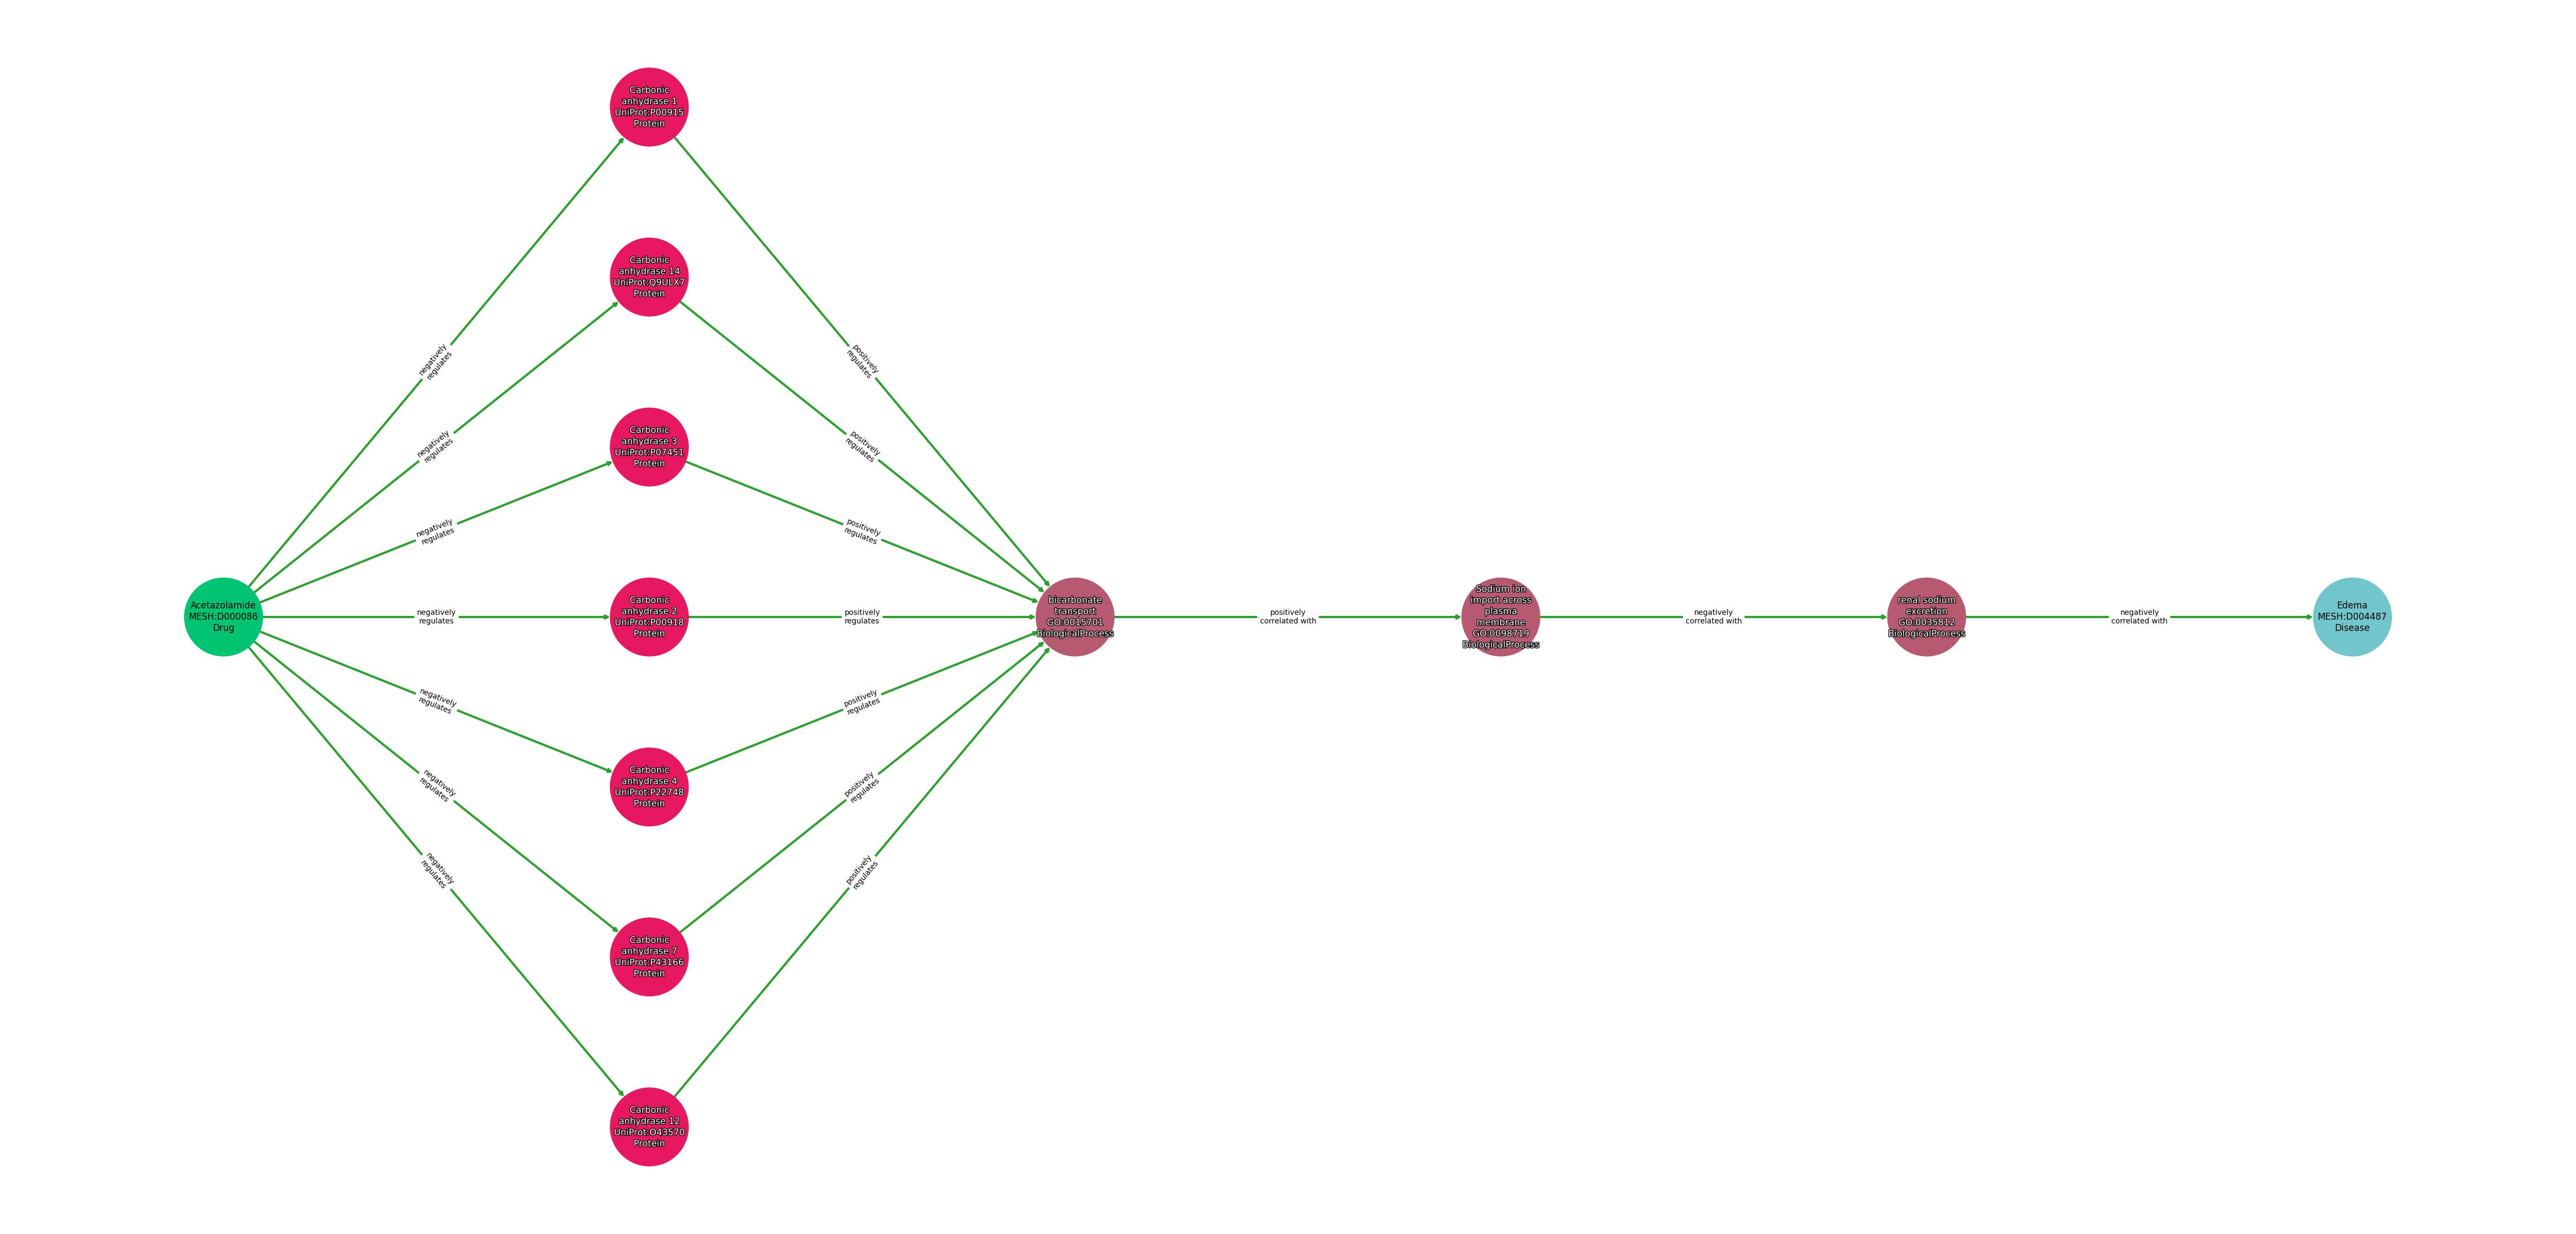 Carbonic
anhydrase 1
UniProt:P00915
Protein
Carbonic
anhydrase 14
UniProt:Q9ULX7
Protein
Carbonic
anhydrase 3
UniProt:P07451
Protein
Acetazolamide
MESH:D000086
Drug
Carbonic
anhydrase 2
UniProt:P00918
Protein
Carbonic
anhydrase 4
UniProt:P22748
Protein
Carbonic
anhydrase 7
UniProt:P43166
Protein
Carbonic
anhydrase 12
UniProt:O43570
Protein
negatively
regulates
negatively
regulates
negatively
regulates
negatively
regulates
negatively
regulates
negatively
regulates
negatively
regulates
positively
regulates
positively
regulates
positively
regulates
positively
regulates
positively
regulates
positively
regulates
positively
regulates
bicarbonate
transport
GO:0015701
BiologicalProcess
positively
correlated with
Sodium ion
import across
plasma
membrane
GO:0098719
BiologicalProcess
negatively
correlated with
renal sodium
excretion
GO:0035812
BiologicalProcess
negatively
correlated with
Edema
MESH:D004487
Disease